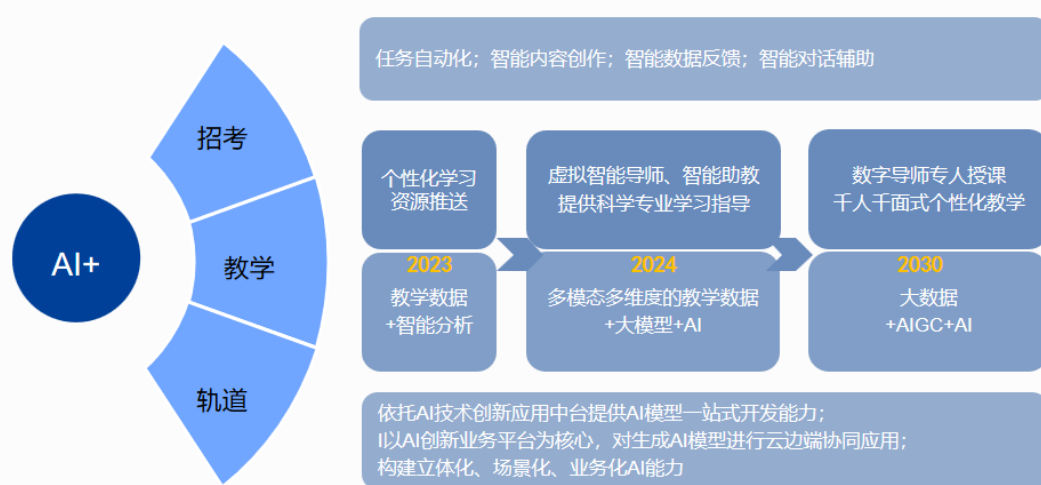 任务自动化；智能内容创作；智能数据反馈；智能对话辅助
招考
AI+
教学
轨道
个性化学习
资源推送
2023
教学数据
+智能分析
虚拟智能导师、智能助教
提供科学专业学习指导
2024
多模态多维度的教学数据
+大模型+AI
数字导师专人授课
千人千面式个性化教学
2030
大数据
+AIGC+AI
依托AI技术创新应用中台提供AI模型一站式开发能力；
II以AI创新业务平台为核心，对生成AI模型进行云边端协同应用；
构建立体化、场景化、业务化AI能力